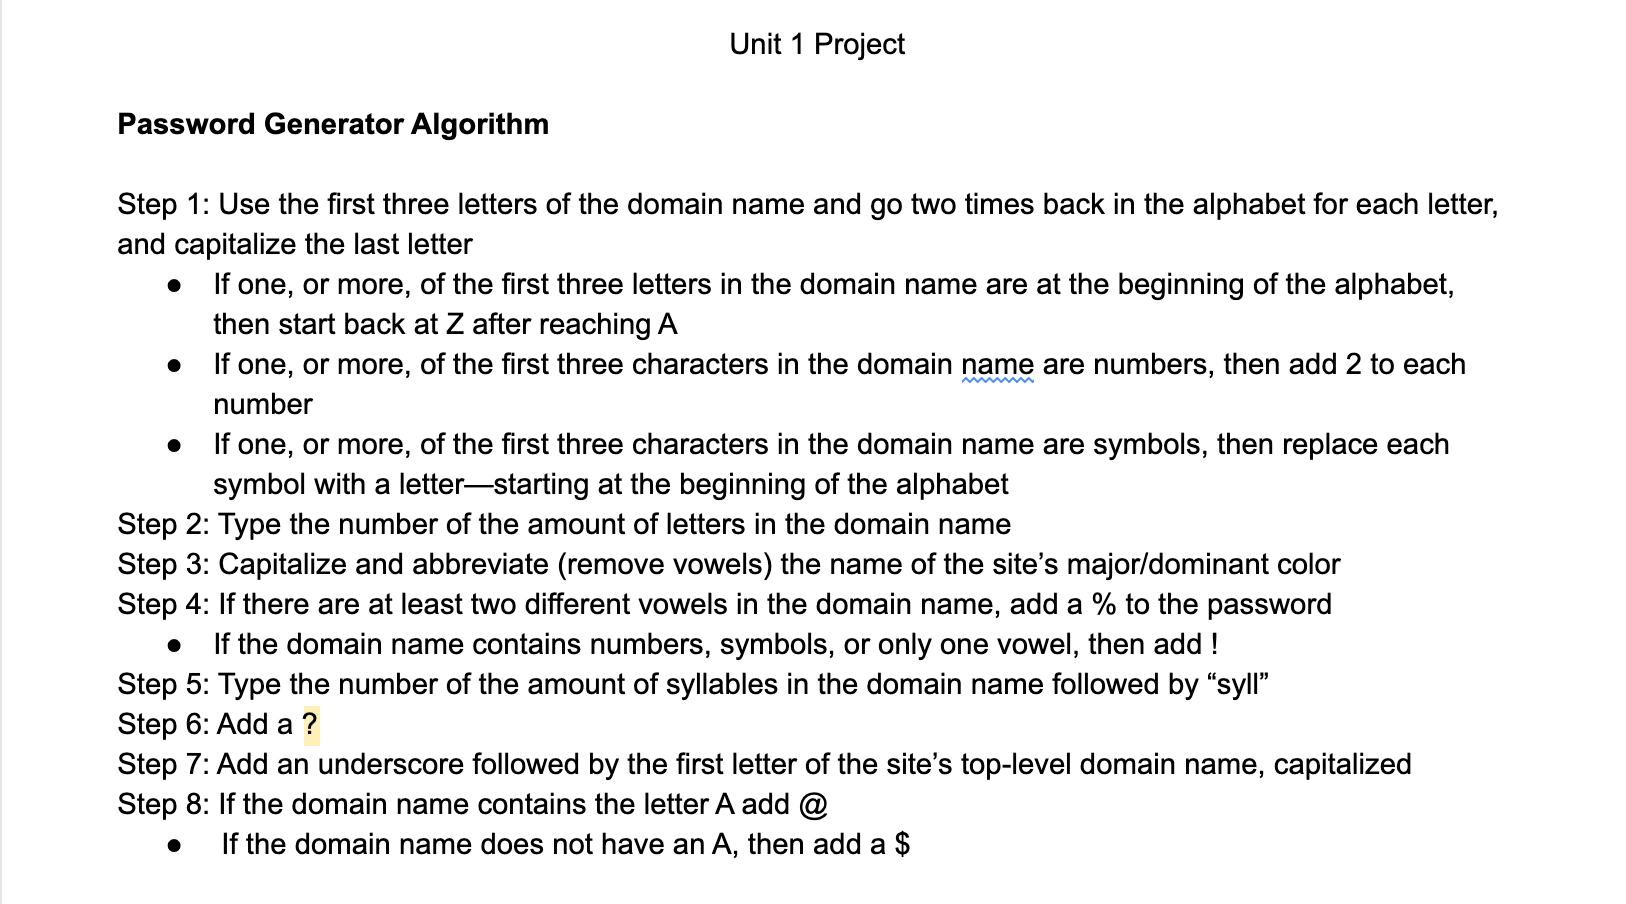 Unit 1 Project
Password Generator Algorithm
Step 1: Use the first three letters of the domain name and go two times back in the alphabet for each letter,
and capitalize the last letter
● If one, or more, of the first three letters in the domain name are at the beginning of the alphabet,
then start back at Z after reaching A
● If one, or more, of the first three characters in the domain name are numbers, then add 2 to each
number
● If one, or more, of the first three characters in the domain name are symbols, then replace each
symbol with a letter—starting at the beginning of the alphabet
Step 2: Type the number of the amount of letters in the domain name
Step 3: Capitalize and abbreviate (remove vowels) the name of the site’s major/dominant color
Step 4: If there are at least two different vowels in the domain name, add a % to the password
● If the domain name contains numbers, symbols, or only one vowel, then add !
Step 5: Type the number of the amount of syllables in the domain name followed by “syll”
Step 6: Add a ?
Step 7: Add an underscore followed by the first letter of the site’s top-level domain name, capitalized
Step 8: If the domain name contains the letter A add @
● If the domain name does not have an A, then add a $